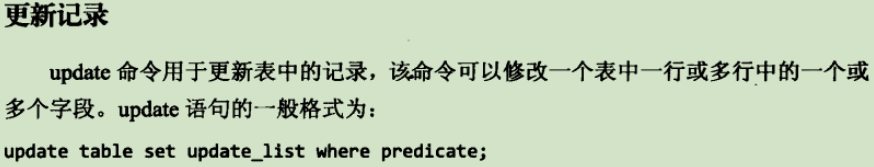 更新记录
update 命令用于更新表中的记录，该命令可以修改一个表中一行或多行中的一个或
多个字段。update 语句的一般格式为：
update table set update_list where predicate;